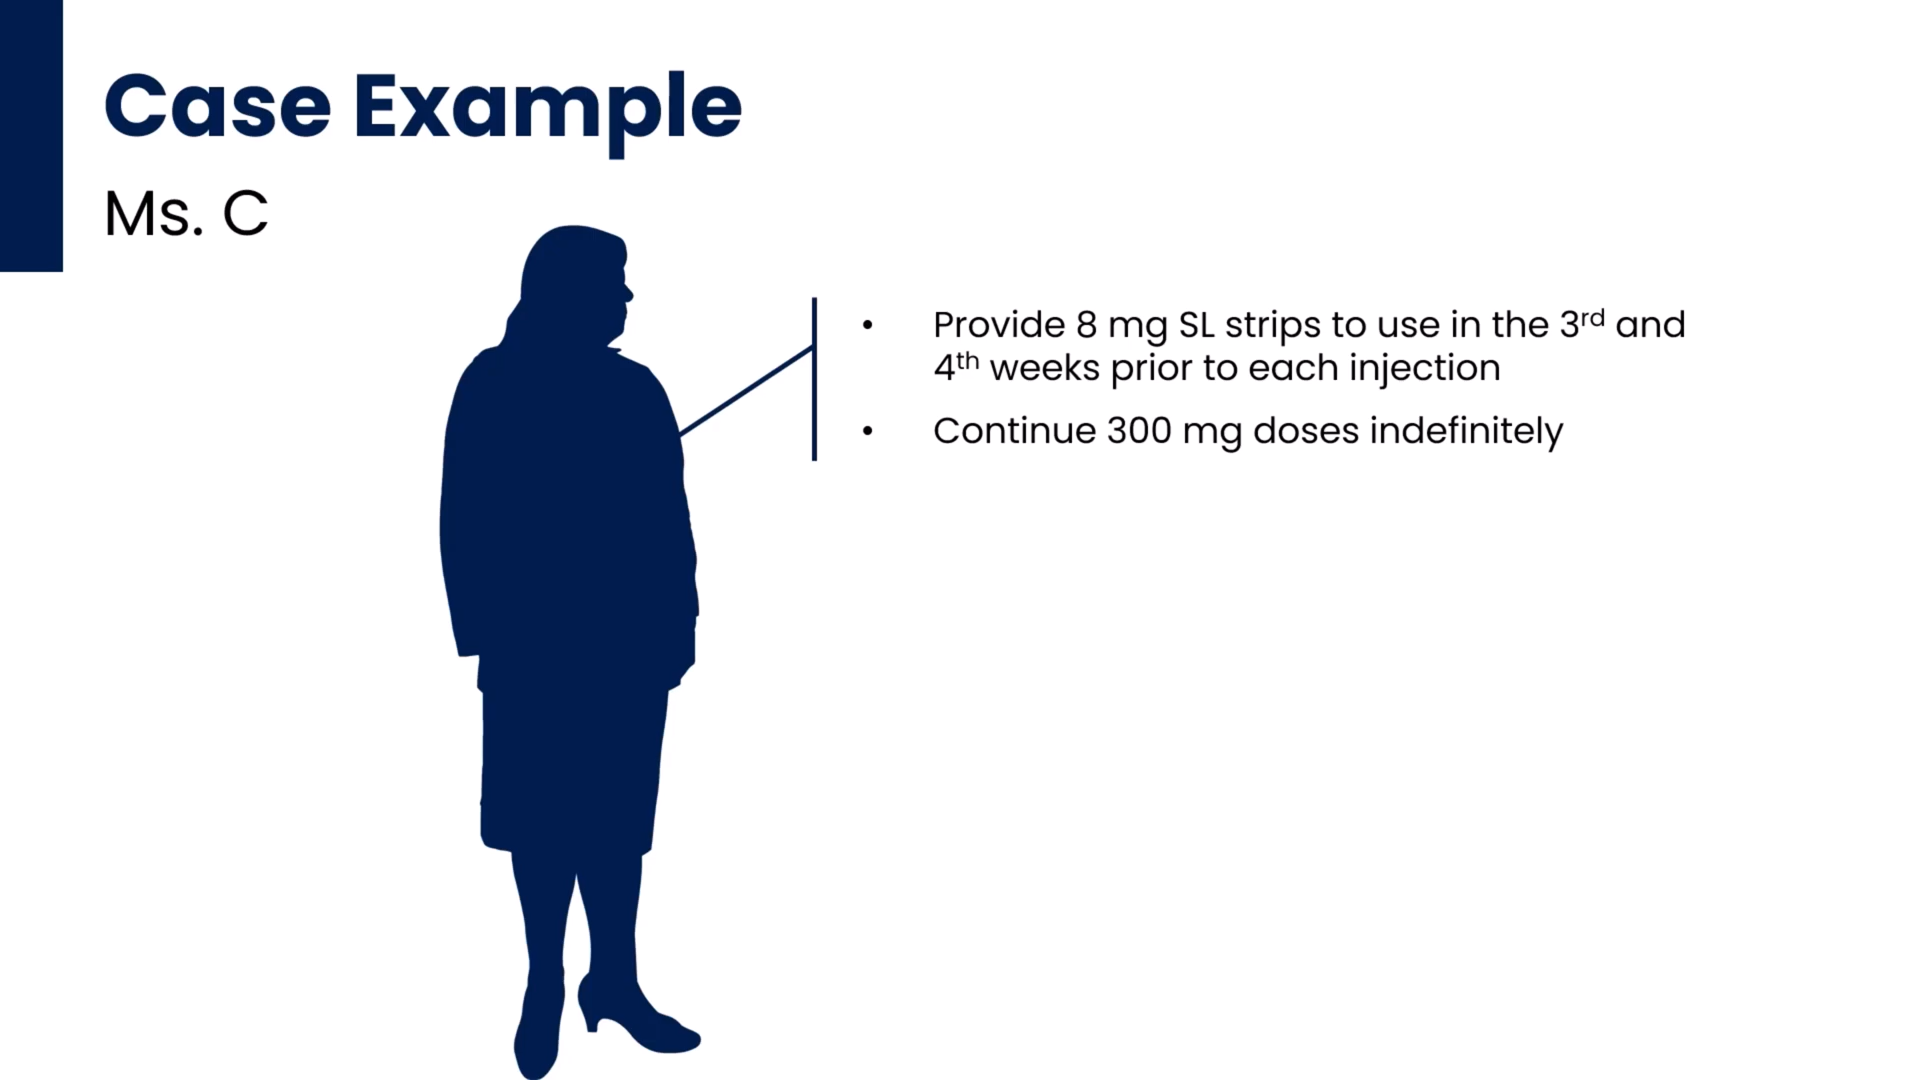 Case Example
Ms. C
• Provide 8 mg SL strips to use in the 3rd and
4th weeks prior to each injection
• Continue 300 mg doses indefinitely